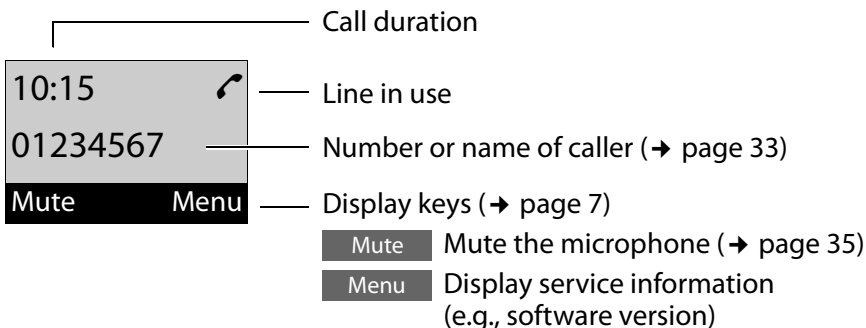 Call duration
10:15
Line in use
01234567
Number or name of caller (➔ page 33)
Mute Menu
Display keys (➔ page 7)
Mute Mute the microphone (➔ page 35)
Menu Display service information
(e.g., software version)